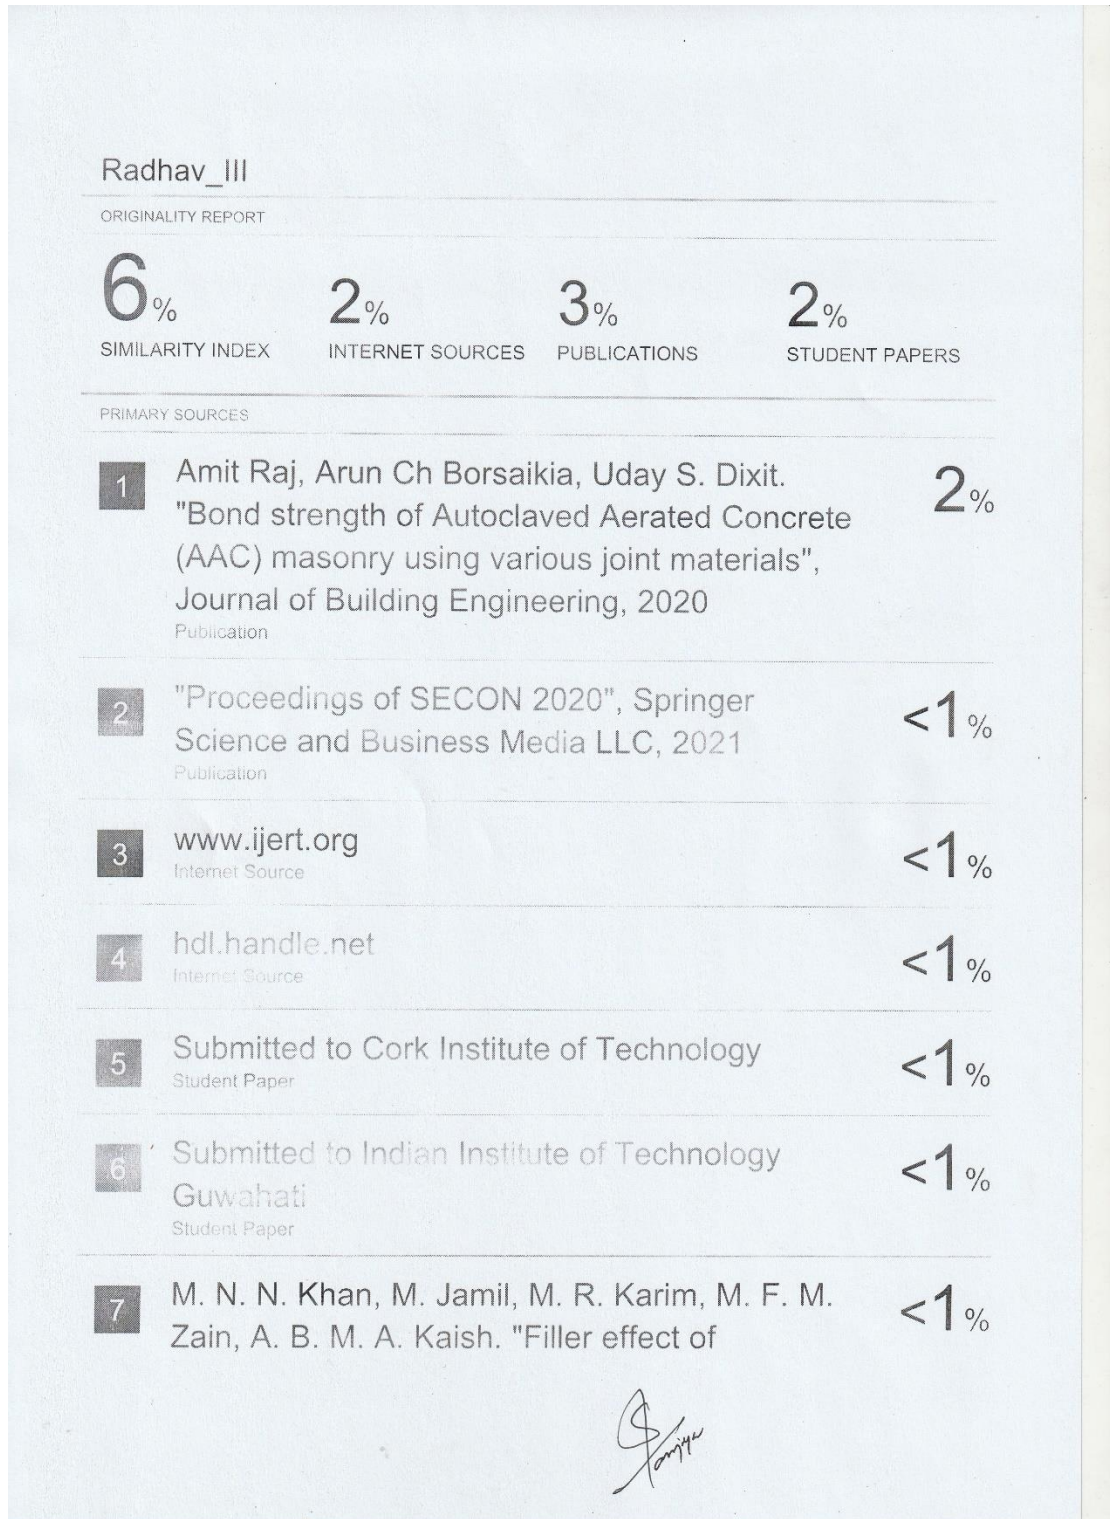 Radhav_III
ORIGINALITY REPORT
6% 2% 3% 2%
SIMILARITY INDEX INTERNET SOURCES PUBLICATIONS STUDENT PAPERS
PRIMARY SOURCES
1 Amit Raj, Arun Ch Borsaikia, Uday S. Dixit. 2%
"Bond strength of Autoclaved Aerated Concrete
(AAC) masonry using various joint materials",
Journal of Building Engineering, 2020
Publication
2 "Proceedings of SECON 2020", Springer <1%
Science and Business Media LLC, 2021
Publication
3 www.ijert.org <1%
Internet Source
4 hdl.handle.net <1%
Internet Source
5 Submitted to Cork Institute of Technology <1%
Student Paper
6 Submitted to Indian Institute of Technology <1%
Guwahati
Student Paper
7 M. N. N. Khan, M. Jamil, M. R. Karim, M. F. M. <1%
Zain, A. B. M. A. Kaish. "Filler effect of